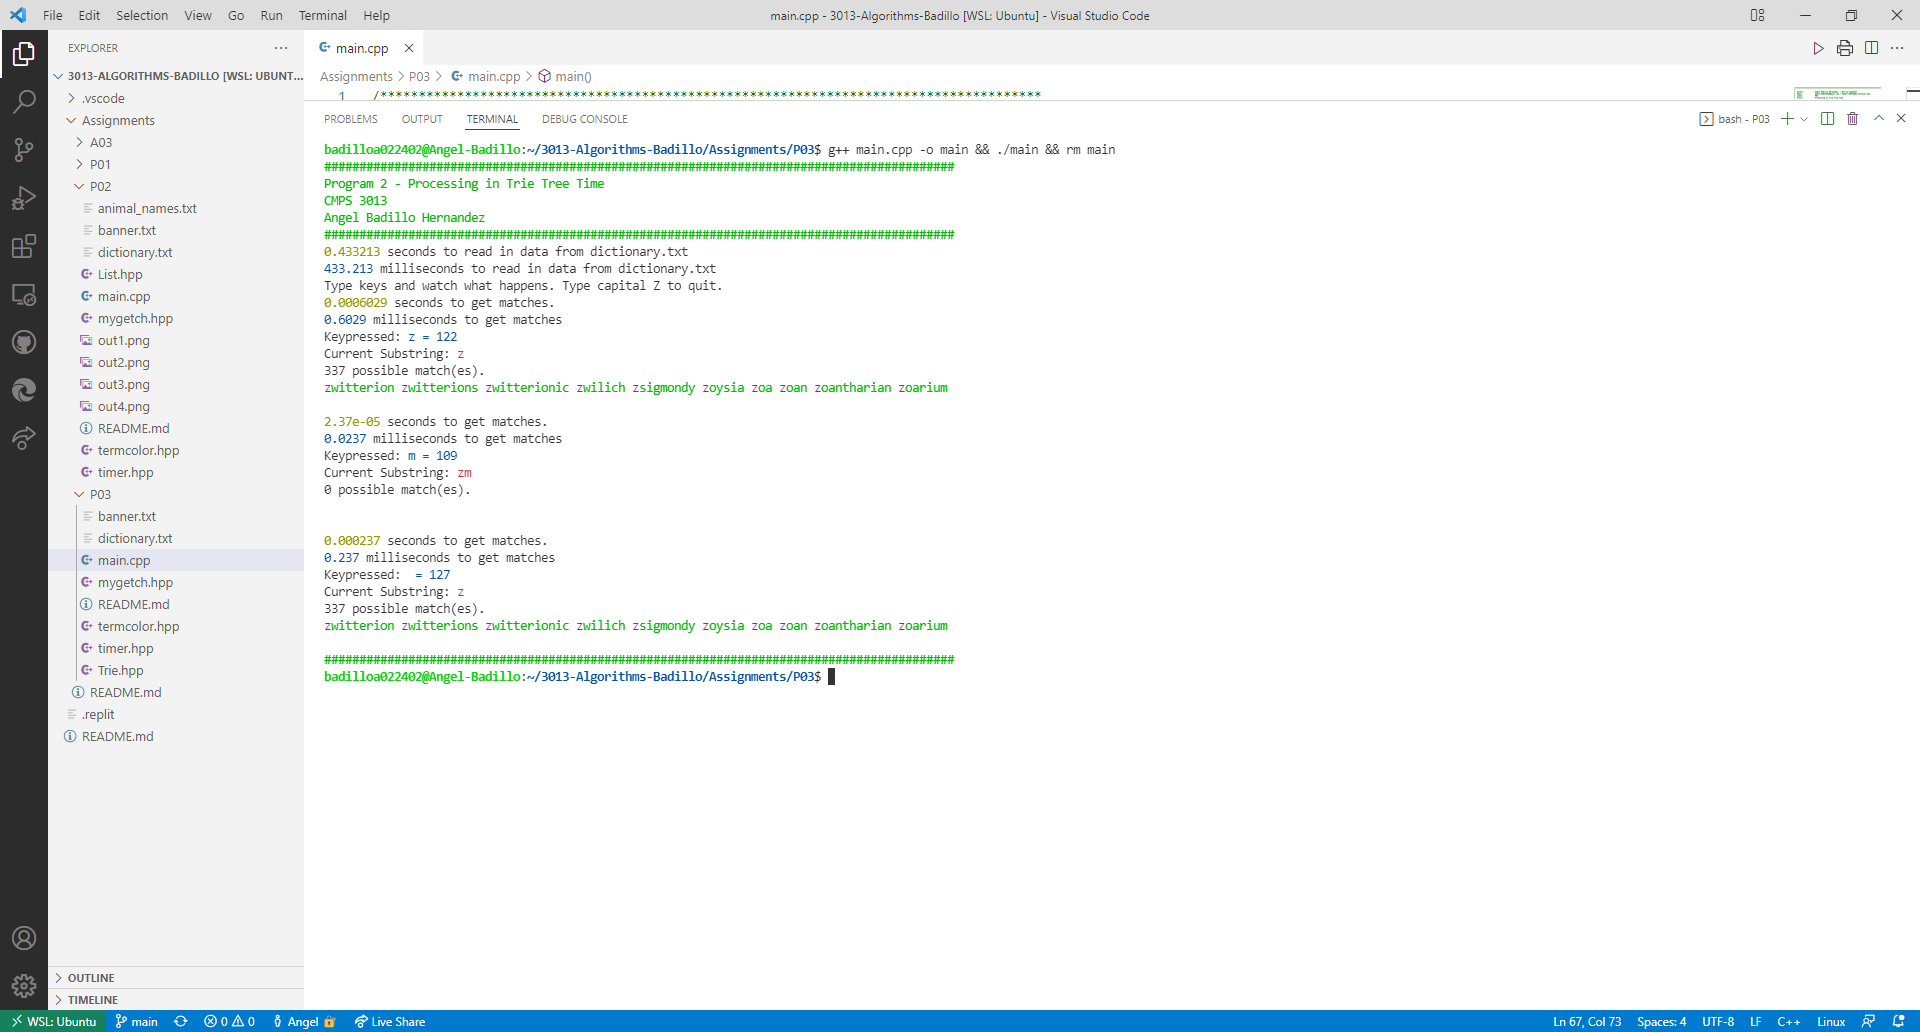 File Edit Selection View Go Run Terminal Help
main.cpp - 3013-Algorithms-Badillo [WSL: Ubuntu] - Visual Studio Code
EXPLORER
3013-ALGORITHMS-BADILLO [WSL: UBUNT...
.vscode
Assignments
A03
P01
P02
animal_names.txt
banner.txt
dictionary.txt
List.hpp
main.cpp
mygetch.hpp
out1.png
out2.png
out3.png
out4.png
README.md
termcolor.hpp
timer.hpp
P03
banner.txt
dictionary.txt
main.cpp
mygetch.hpp
README.md
termcolor.hpp
timer.hpp
Trie.hpp
README.md
.replit
README.md
OUTLINE
TIMELINE
main.cpp
Assignments > P03 > main.cpp > main()
1
PROBLEMS OUTPUT TERMINAL DEBUG CONSOLE
bash - P03
badilloa022402@Angel-Badillo:~/3013-Algorithms-Badillo/Assignments/P03$ g++ main.cpp -o main && ./main && rm main
##########################################################################################
Program 2 - Processing in Trie Tree Time
CMPS 3013
Angel Badillo Hernandez
##########################################################################################
0.433213 seconds to read in data from dictionary.txt
433.213 milliseconds to read in data from dictionary.txt
Type keys and watch what happens. Type capital Z to quit.
0.0006029 seconds to get matches.
0.6029 milliseconds to get matches
Keypressed: z = 122
Current Substring: z
337 possible match(es).
zwitterion zwitterions zwitterionic zwilich zsigmondy zoysia zoa zoan zoantharian zoarium
2.37e-05 seconds to get matches.
0.0237 milliseconds to get matches
Keypressed: m = 109
Current Substring: zm
0 possible match(es).
0.000237 seconds to get matches.
0.237 milliseconds to get matches
Keypressed:  = 127
Current Substring: z
337 possible match(es).
zwitterion zwitterions zwitterionic zwilich zsigmondy zoysia zoa zoan zoantharian zoarium
##########################################################################################
badilloa022402@Angel-Badillo:~/3013-Algorithms-Badillo/Assignments/P03$
WSL: Ubuntu main 0 0 Angel Live Share
Ln 67, Col 73 Spaces: 4 UTF-8 LF C++ Linux